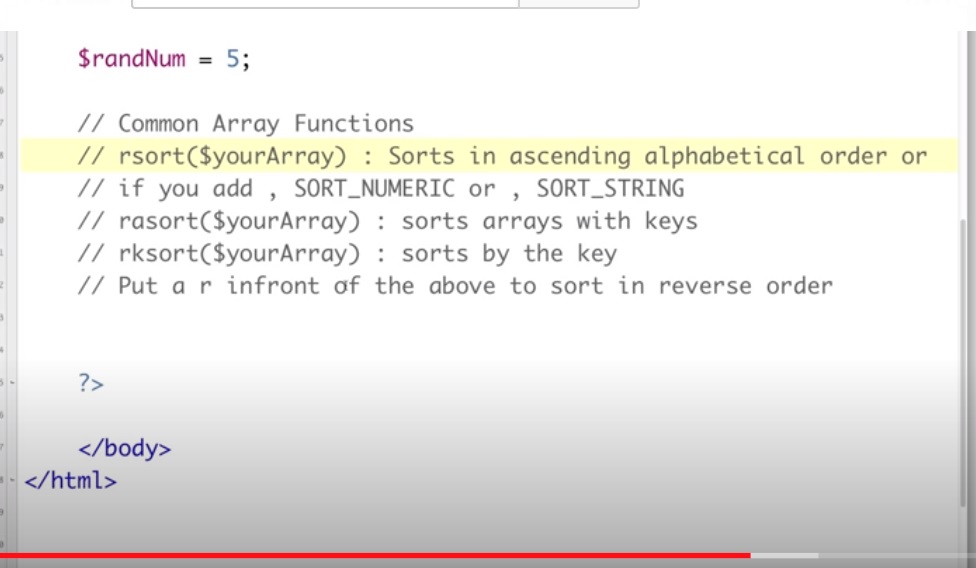 $randNum = 5;
// Common Array Functions
// rsort($yourArray) : Sorts in ascending alphabetical order or
// if you add , SORT_NUMERIC or , SORT_STRING
// rasort($yourArray) : sorts arrays with keys
// rksort($yourArray) : sorts by the key
// Put a r infront of the above to sort in reverse order
?>
</body>
</html>